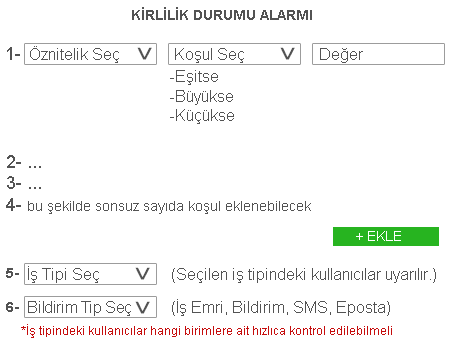 KİRLİLİK DURUMU ALARMI
1- Öznitelik Seç Koşul Seç Değer
-Eşitse
-Büyükse
-Küçükse
2- ...
3- ...
4- bu şekilde sonsuz sayıda koşul eklenebilecek
+ EKLE
5- İş Tipi Seç (Seçilen iş tipindeki kullanıcılar uyarılır.)
6- Bildirim Tip Seç (İş Emri, Bildirim, SMS, Eposta)
*İş tipindeki kullanıcılar hangi birimlere ait hızlıca kontrol edilebilmeli